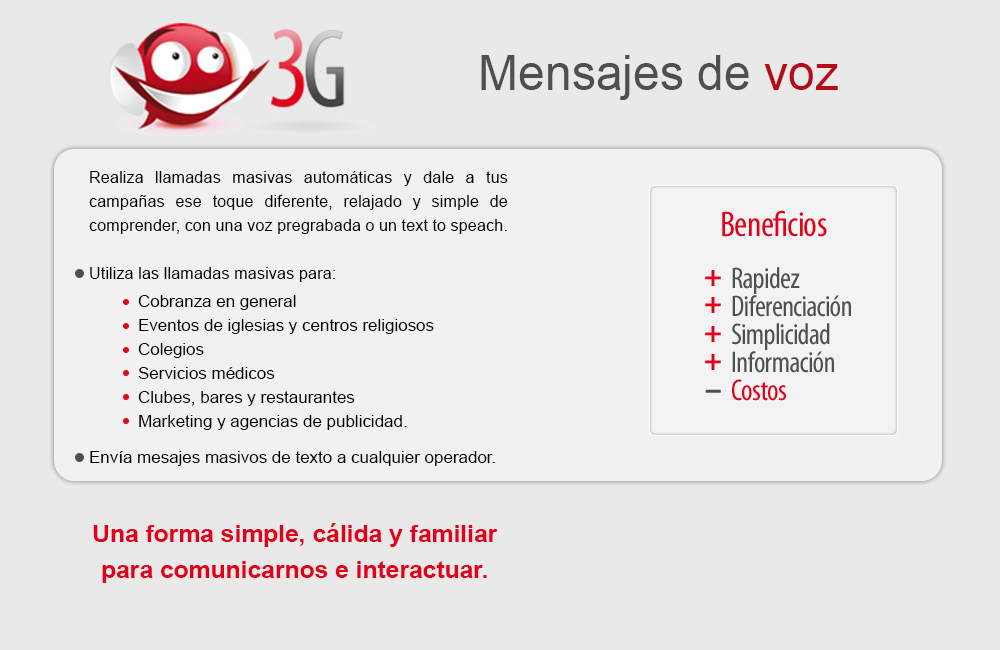 3G
Mensajes de voz
Realiza llamadas masivas automáticas y dale a tus
campañas ese toque diferente, relajado y simple de
comprender, con una voz pregrabada o un text to speach.
● Utiliza las llamadas masivas para:
• Cobranza en general
• Eventos de iglesias y centros religiosos
• Colegios
• Servicios médicos
• Clubes, bares y restaurantes
• Marketing y agencias de publicidad.
● Envía mesajes masivos de texto a cualquier operador.
Beneficios
+ Rapidez
+ Diferenciación
+ Simplicidad
+ Información
− Costos
Una forma simple, cálida y familiar
para comunicarnos e interactuar.